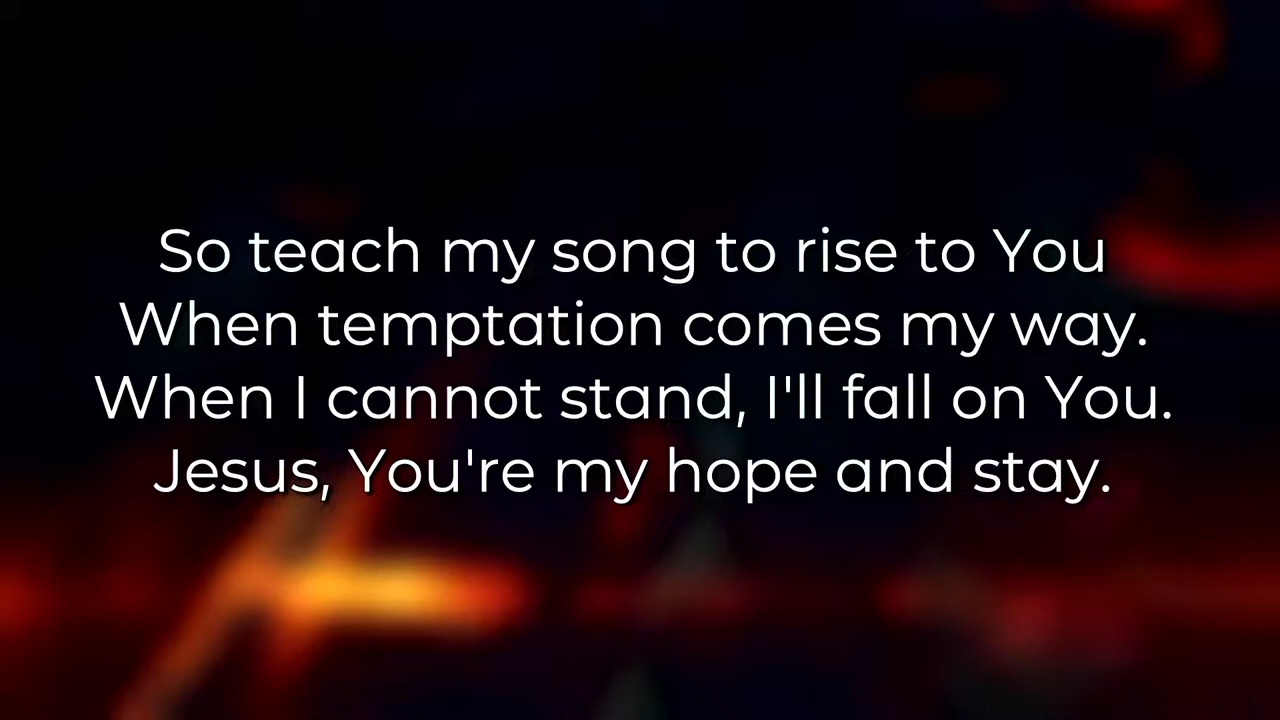 So teach my song to rise to You
When temptation comes my way.
When I cannot stand, I'll fall on You.
Jesus, You're my hope and stay.